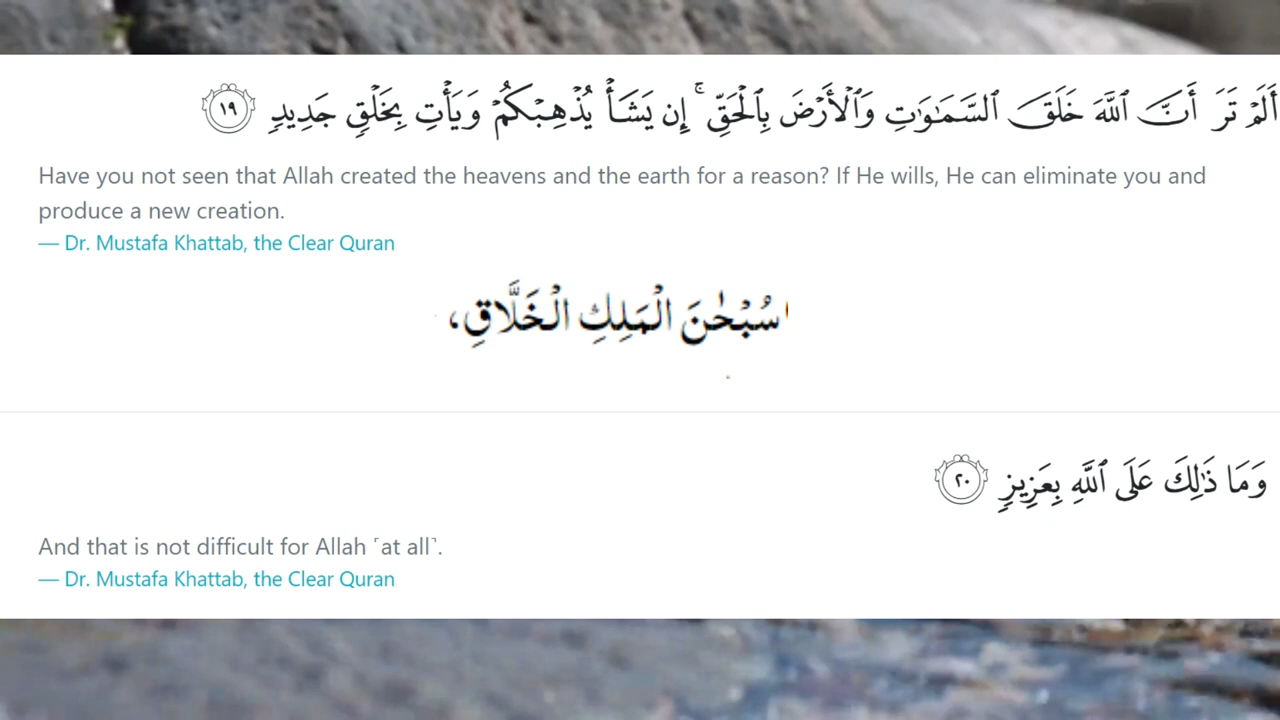 أَلَمْ تَرَ أَنَّ ٱللَّهَ خَلَقَ ٱلسَّمَـٰوَٰتِ وَٱلْأَرْضَ بِٱلْحَقِّ ۚ إِن يَشَأْ يُذْهِبْكُمْ وَيَأْتِ بِخَلْقٍۢ جَدِيدٍۢ ١٩
Have you not seen that Allah created the heavens and the earth for a reason? If He wills, He can eliminate you and
produce a new creation.
— Dr. Mustafa Khattab, the Clear Quran
سُبْحٰنَ الْمَلِكِ الْخَلَّاقِ،
وَمَا ذَٰلِكَ عَلَى ٱللَّهِ بِعَزِيزٍۢ ٢٠
And that is not difficult for Allah ˹at all˺.
— Dr. Mustafa Khattab, the Clear Quran